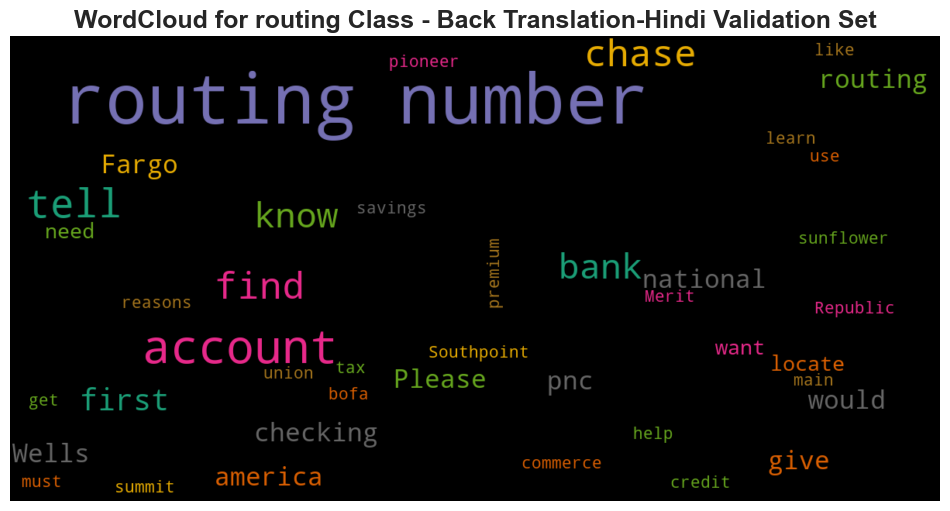 WordCloud for routing Class - Back Translation-Hindi Validation Set
chase
like
pioneer
routing
routing number
learn
use
Fargo
tell
know
savings
need
sunflower
bank
national
premium
find
reasons
Merit
Republic
account
want
Southpoint
locate
tax
union
Please
pnc
main
bofa
would
get
first
checking
help
Wells
commerce
give
must
summit
america
credit